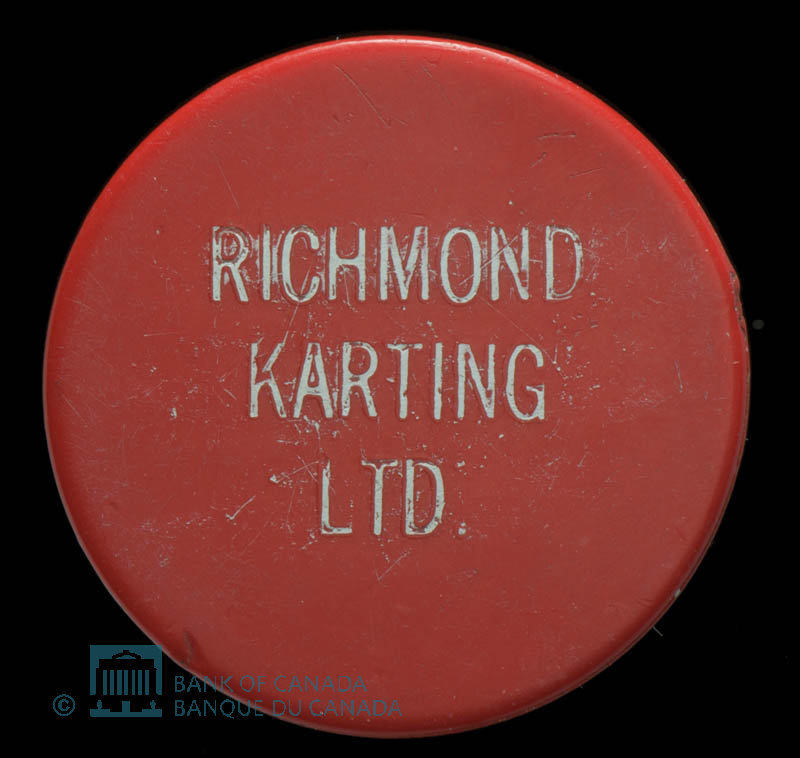 RICHMOND
KARTING
LTD.
© BANK OF CANADA
BANQUE DU CANADA